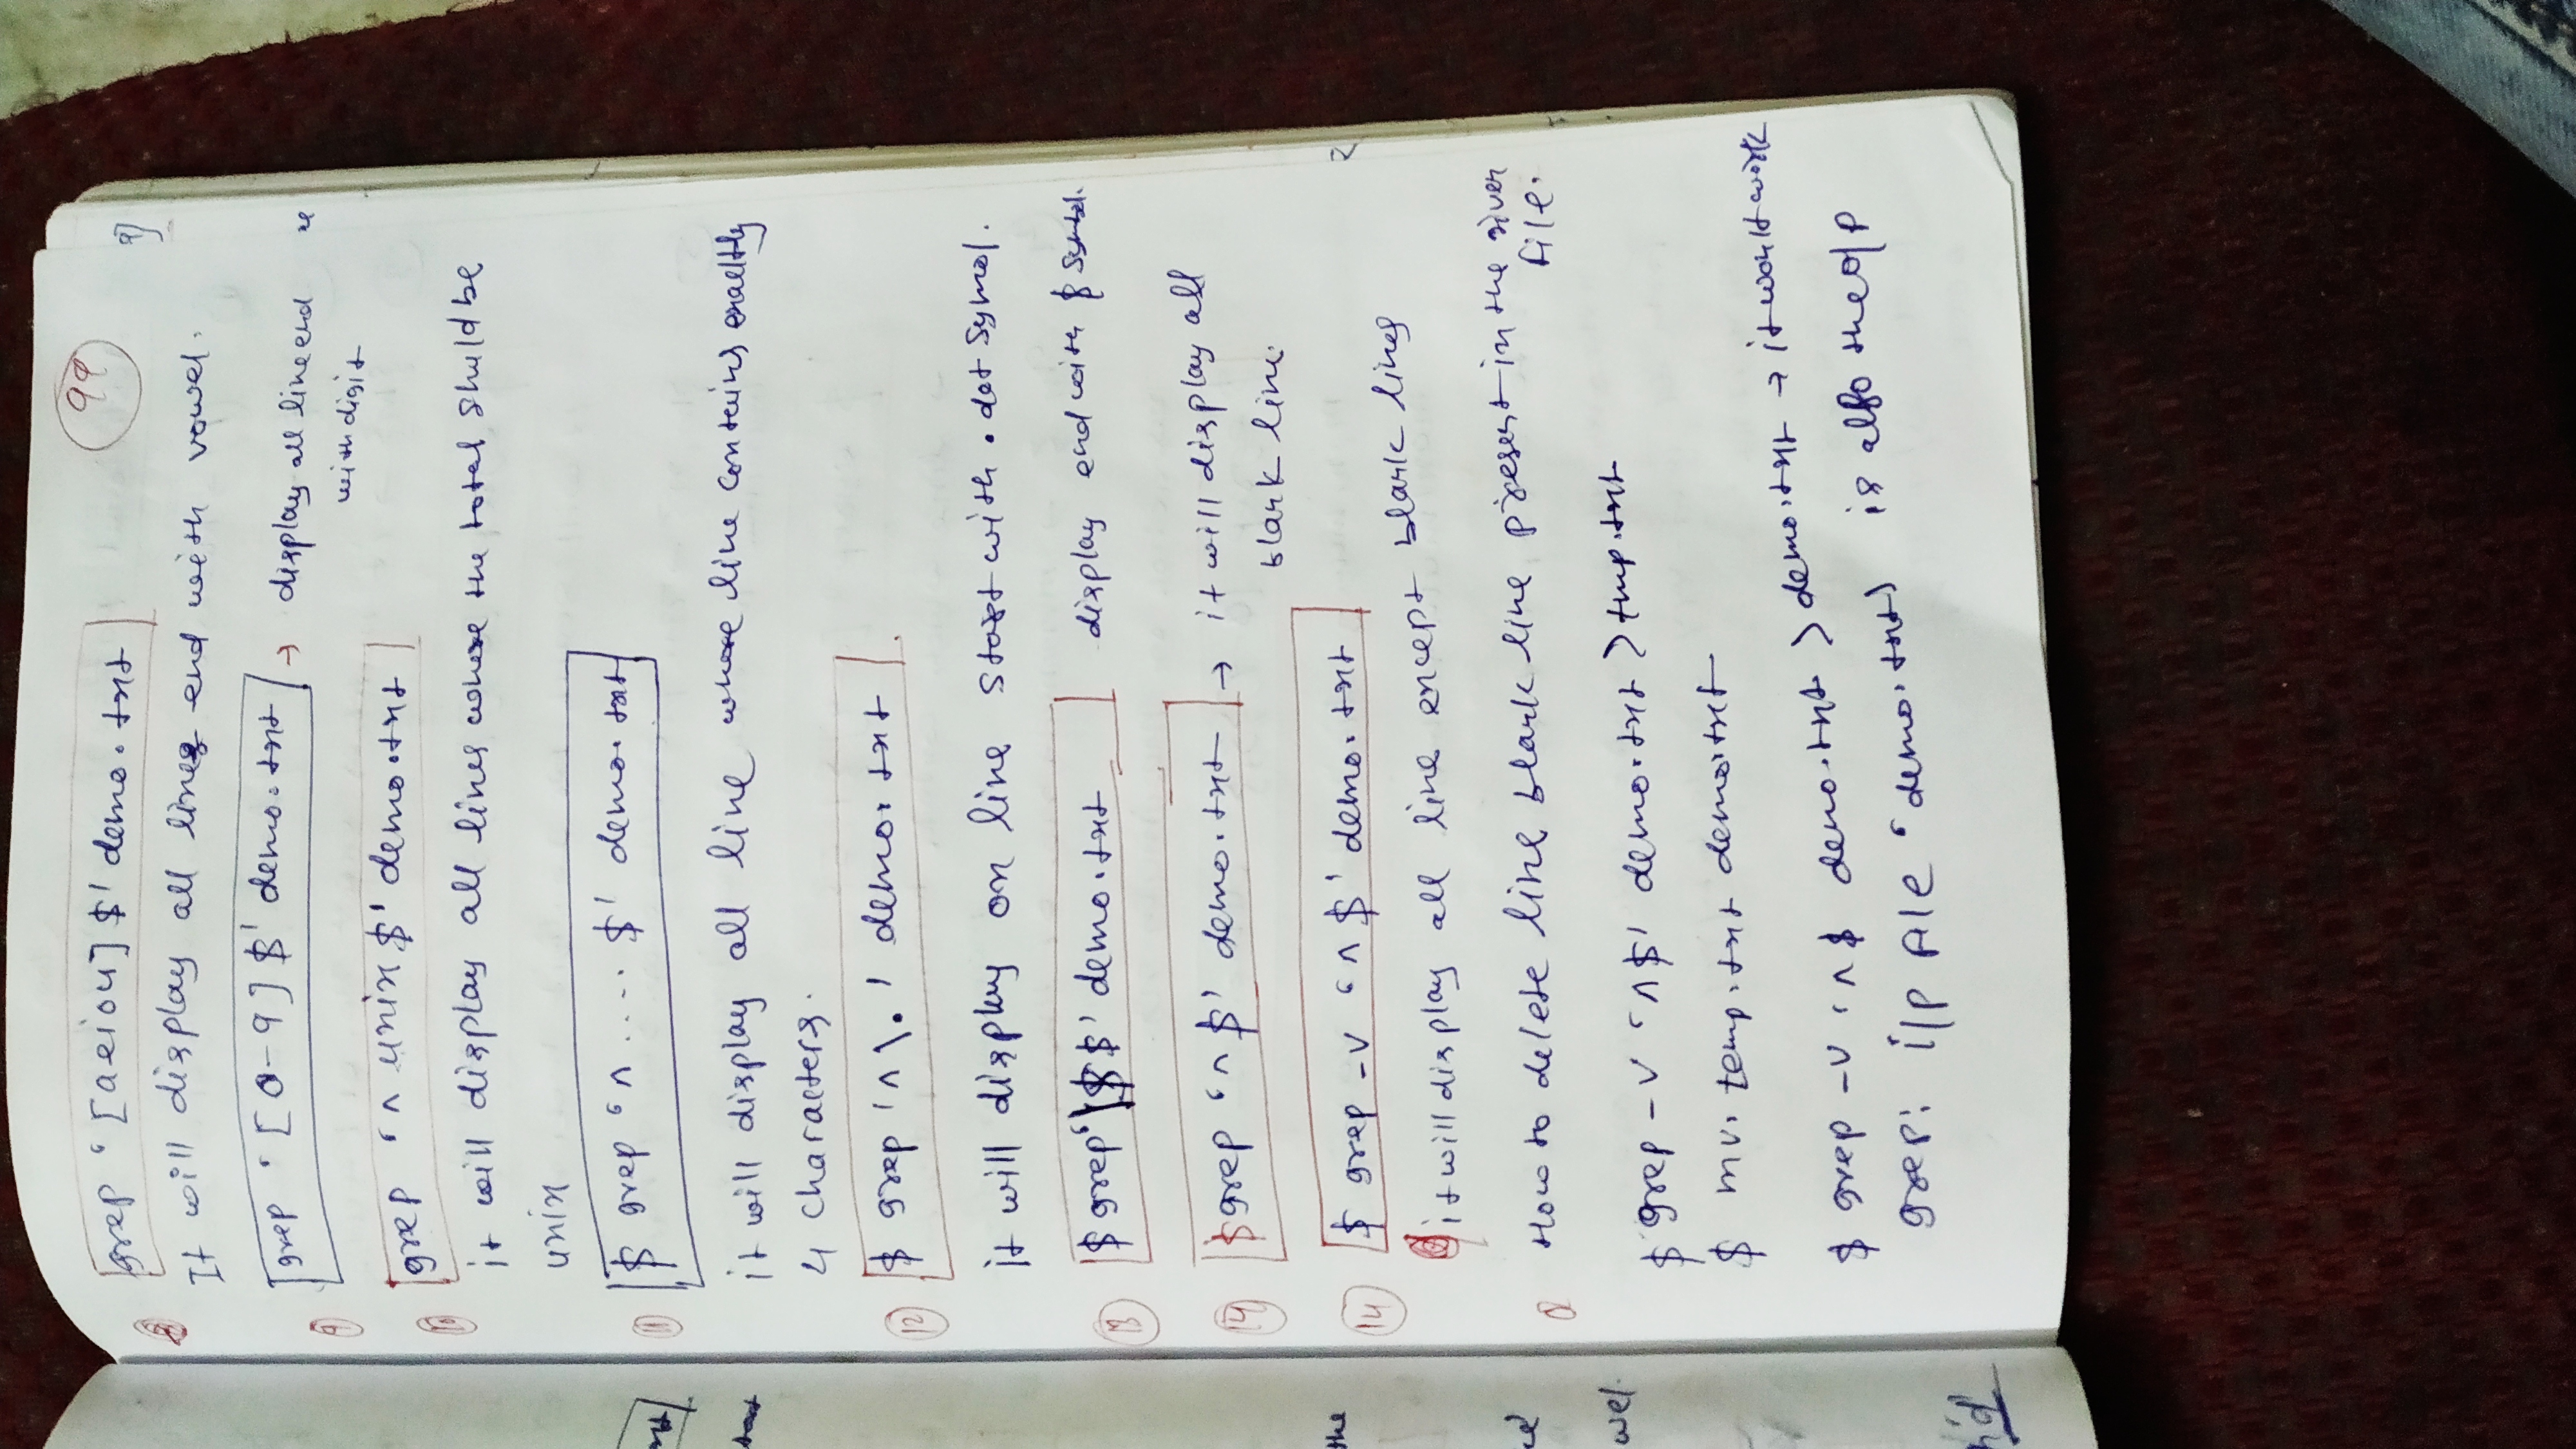 99
8 grep '[aeiou]$' demo.txt
It will display all lines end with vowel.
9 grep '[0-9]$' demo.txt → display all line end
with digit
10 grep '^ unix$' demo.txt
it will display all lines where the total shuld be
unix
11 $ grep '^ .... $' demo.txt
it will display all line whose line contains exaeltly
4 characters.
12 $ grep '^ \. ' demo.txt
it will display on line start with . dot Symol.
13 $ grep '\$$' demo.txt display end with $ Symbol.
14 $ grep '^$' demo.txt → it will display all
blank line.
14 $ grep -v '^$' demo.txt
it will display all line except blank lines
Q How to delete line blank line present in the given
file.
$ grep -v '^$' demo.txt > tmp.txt
$ mv. temp.txt demo.txt
$ grep -v '^$ demo.txt > demo.txt → it won't work
grep: i/p file 'demo.txt) is also the o/p